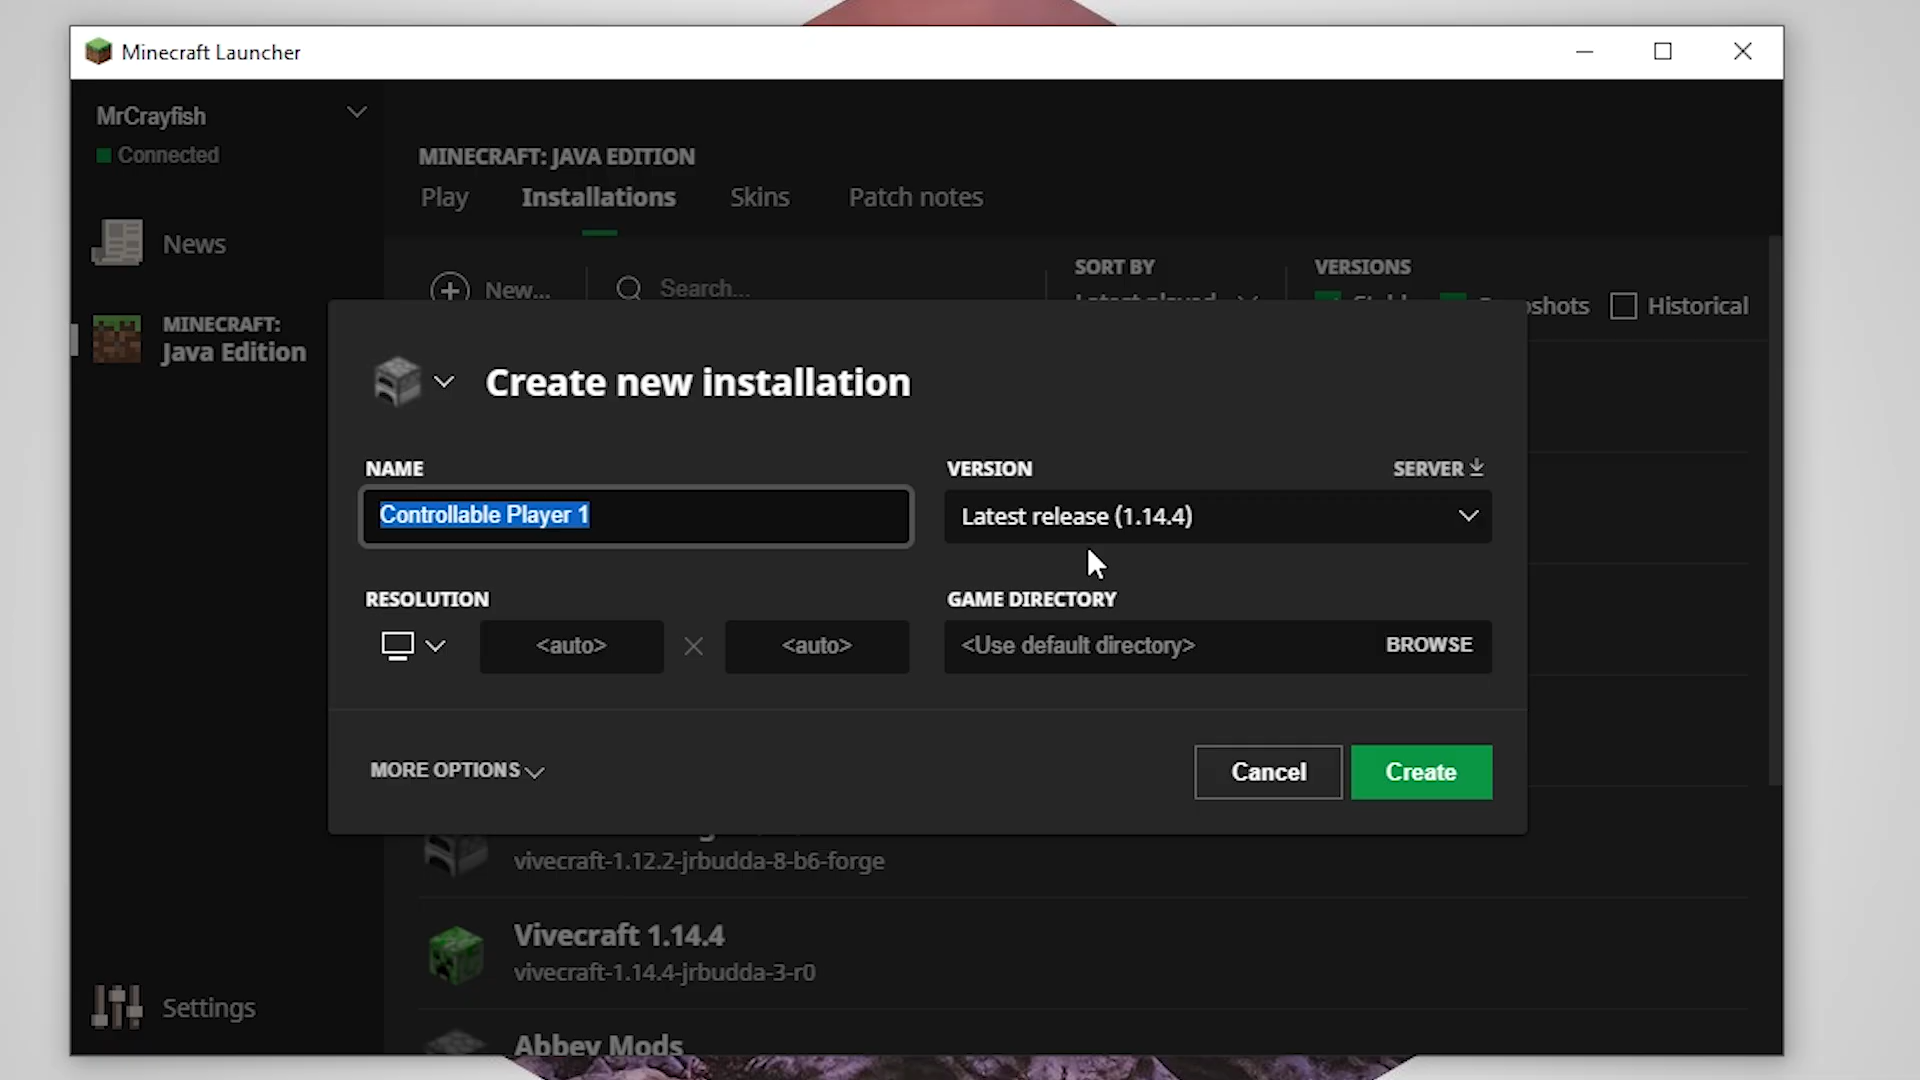 Minecraft Launcher
MrCrayfish
Connected
News
MINECRAFT:
Java Edition
Settings
MINECRAFT: JAVA EDITION
Play Installations Skins Patch notes
New... Search...
SORT BY
VERSIONS
shots Historical
Create new installation
NAME
VERSION
SERVER
Controllable Player 1
Latest release (1.14.4)
RESOLUTION
GAME DIRECTORY
<auto> <auto>
<Use default directory> BROWSE
MORE OPTIONS
Cancel Create
vivecraft-1.12.2-jrbudda-8-b6-forge
Vivecraft 1.14.4
vivecraft-1.14.4-jrbudda-3-r0
Abbey Mods